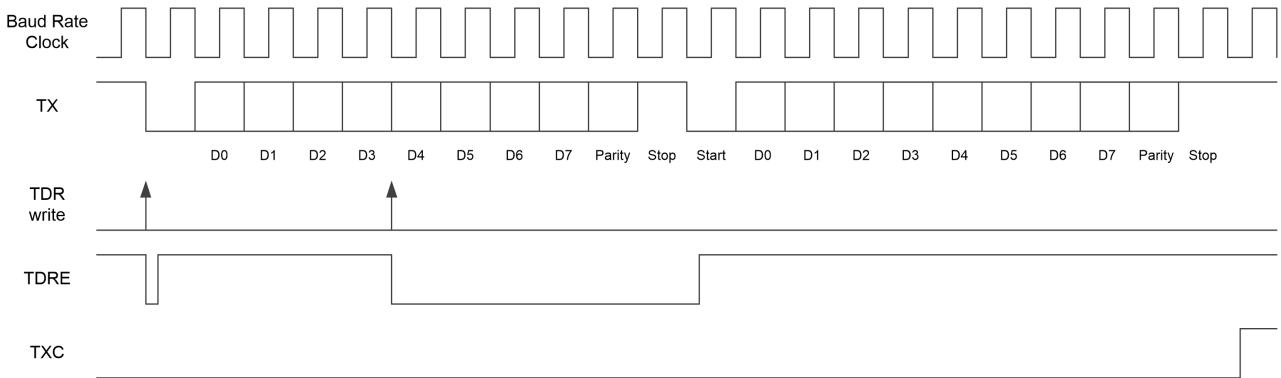 Baud Rate
Clock
TX
D0 D1 D2 D3 D4 D5 D6 D7 Parity Stop Start D0 D1 D2 D3 D4 D5 D6 D7 Parity Stop
TDR
write
TDRE
TXC